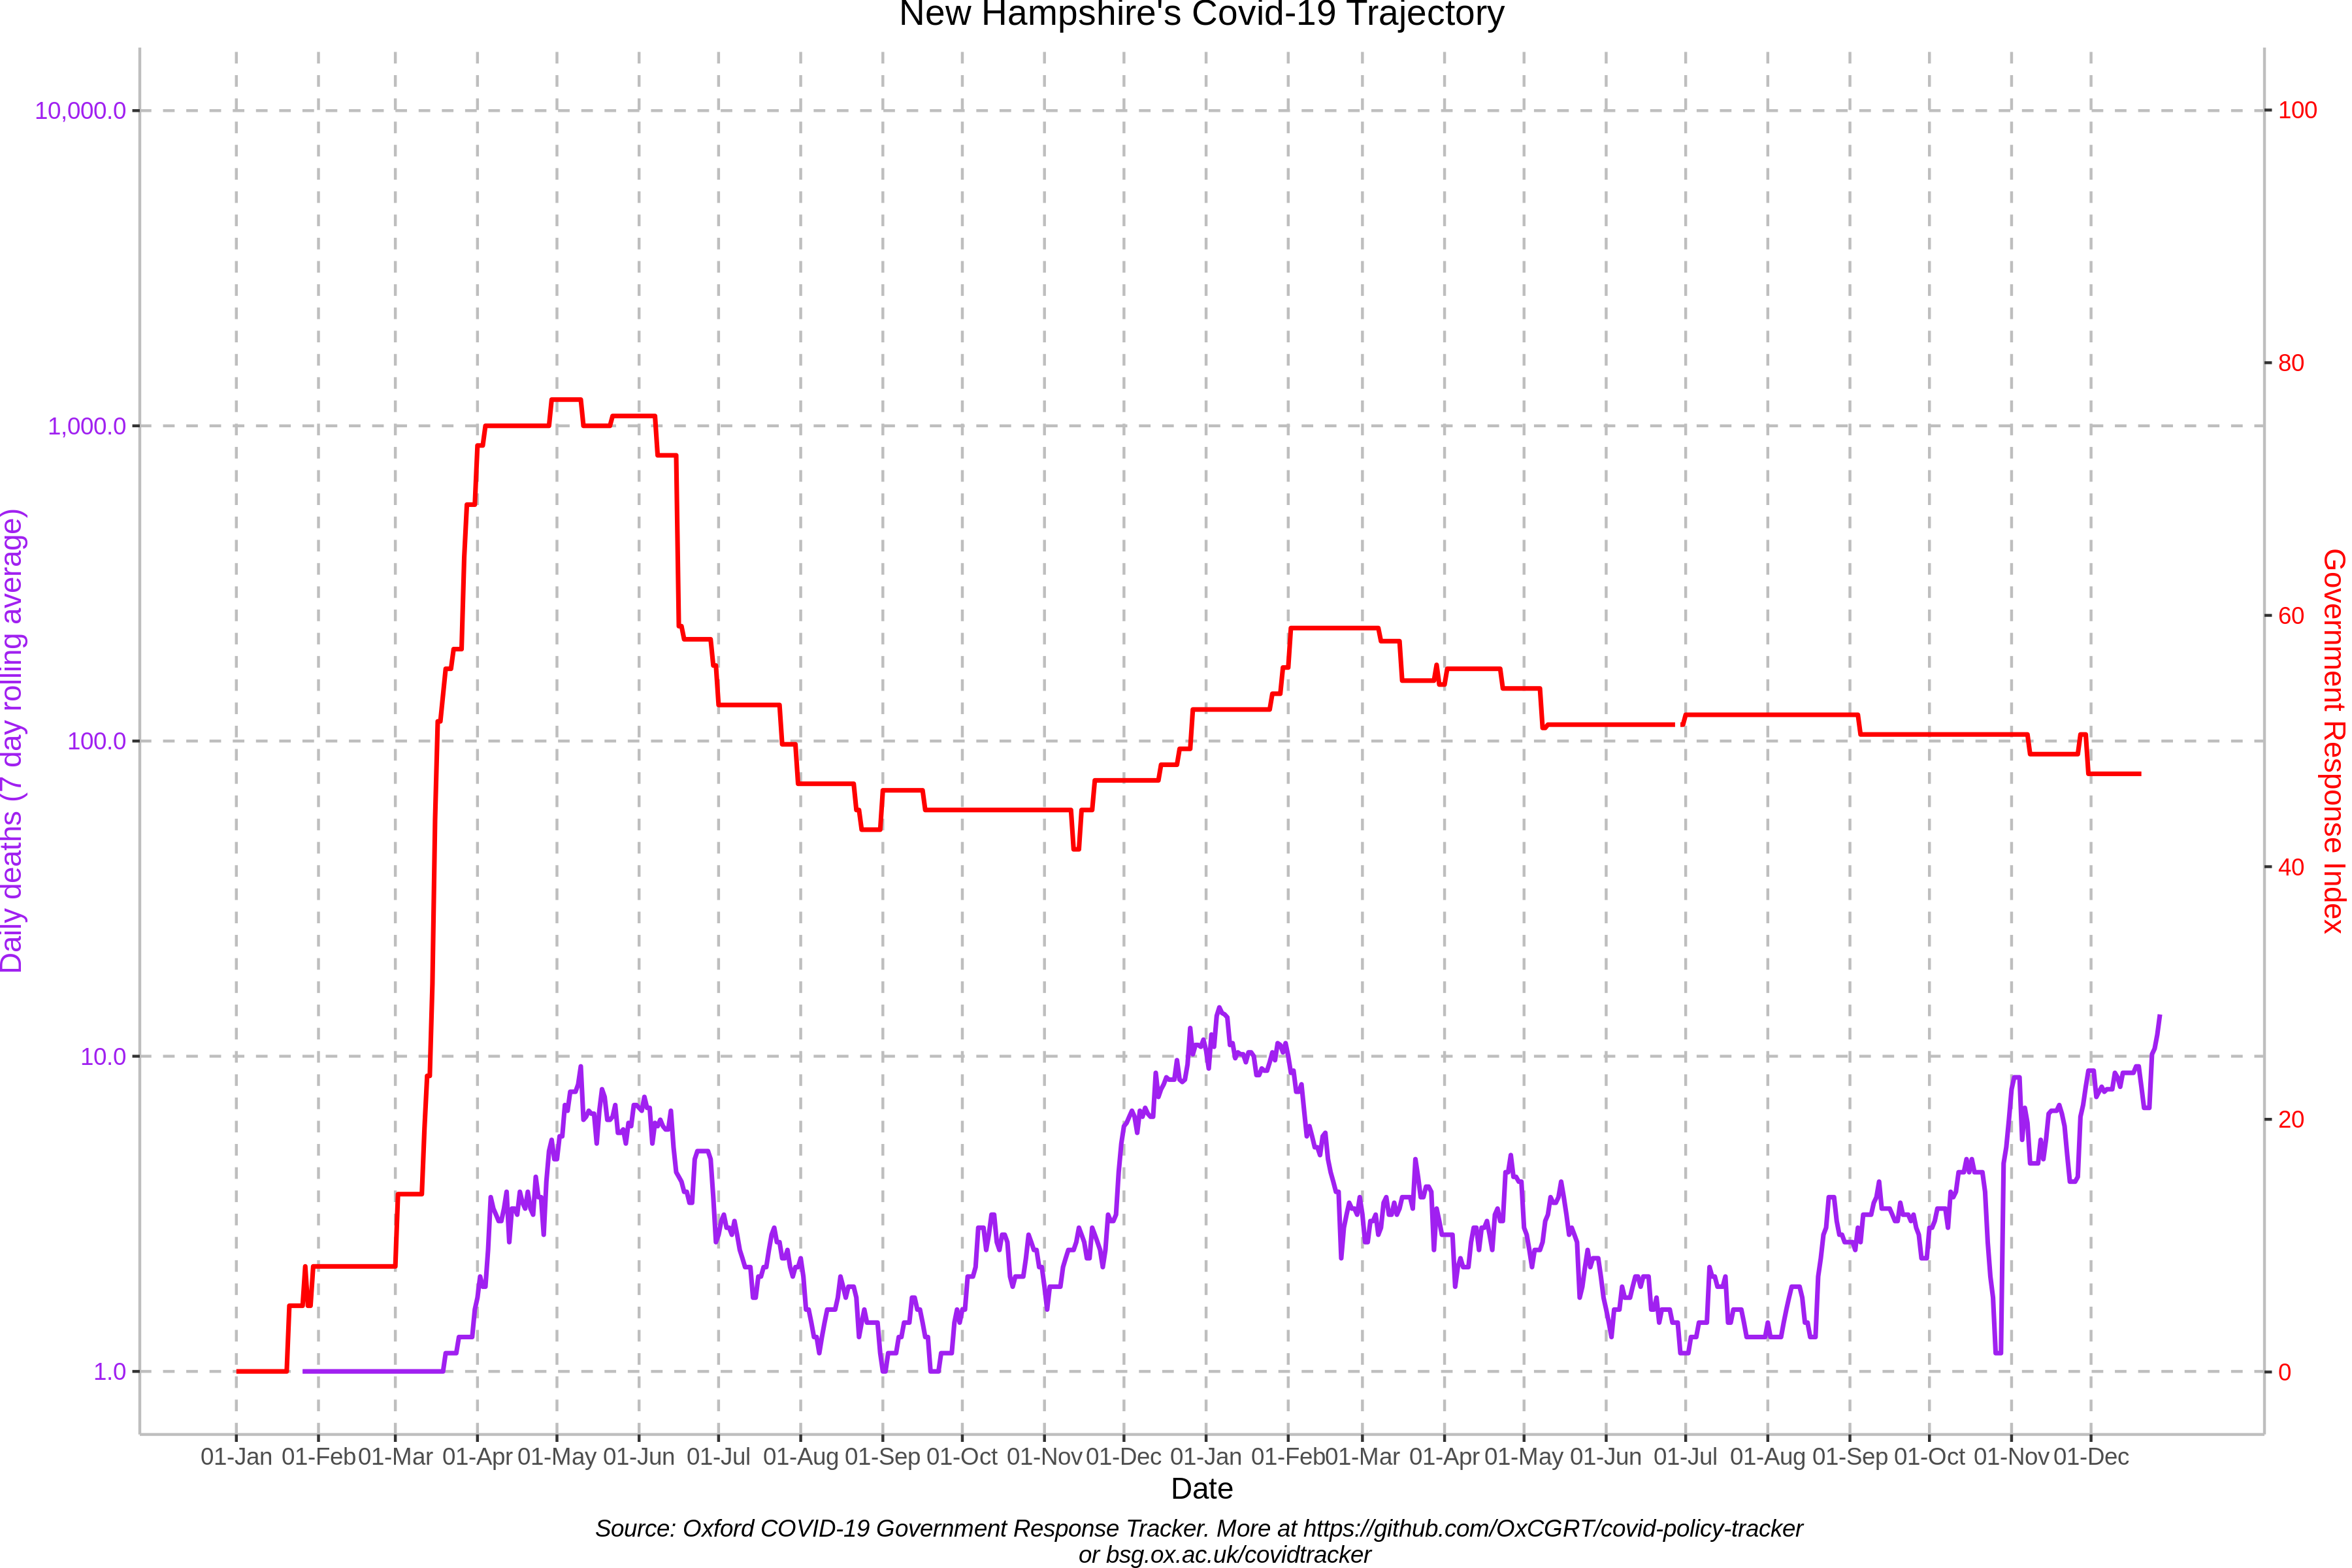 New Hampshire's Covid-19 Trajectory
10,000.0
1,000.0
100.0
10.0
1.0
Daily deaths (7 day rolling average)
100
80
60
40
20
0
Government Response Index
01-Jan 01-Feb 01-Mar 01-Apr 01-May 01-Jun 01-Jul 01-Aug 01-Sep 01-Oct 01-Nov 01-Dec 01-Jan 01-Feb 01-Mar 01-Apr 01-May 01-Jun 01-Jul 01-Aug 01-Sep 01-Oct 01-Nov 01-Dec
Date
Source: Oxford COVID-19 Government Response Tracker. More at https://github.com/OxCGRT/covid-policy-tracker
or bsg.ox.ac.uk/covidtracker